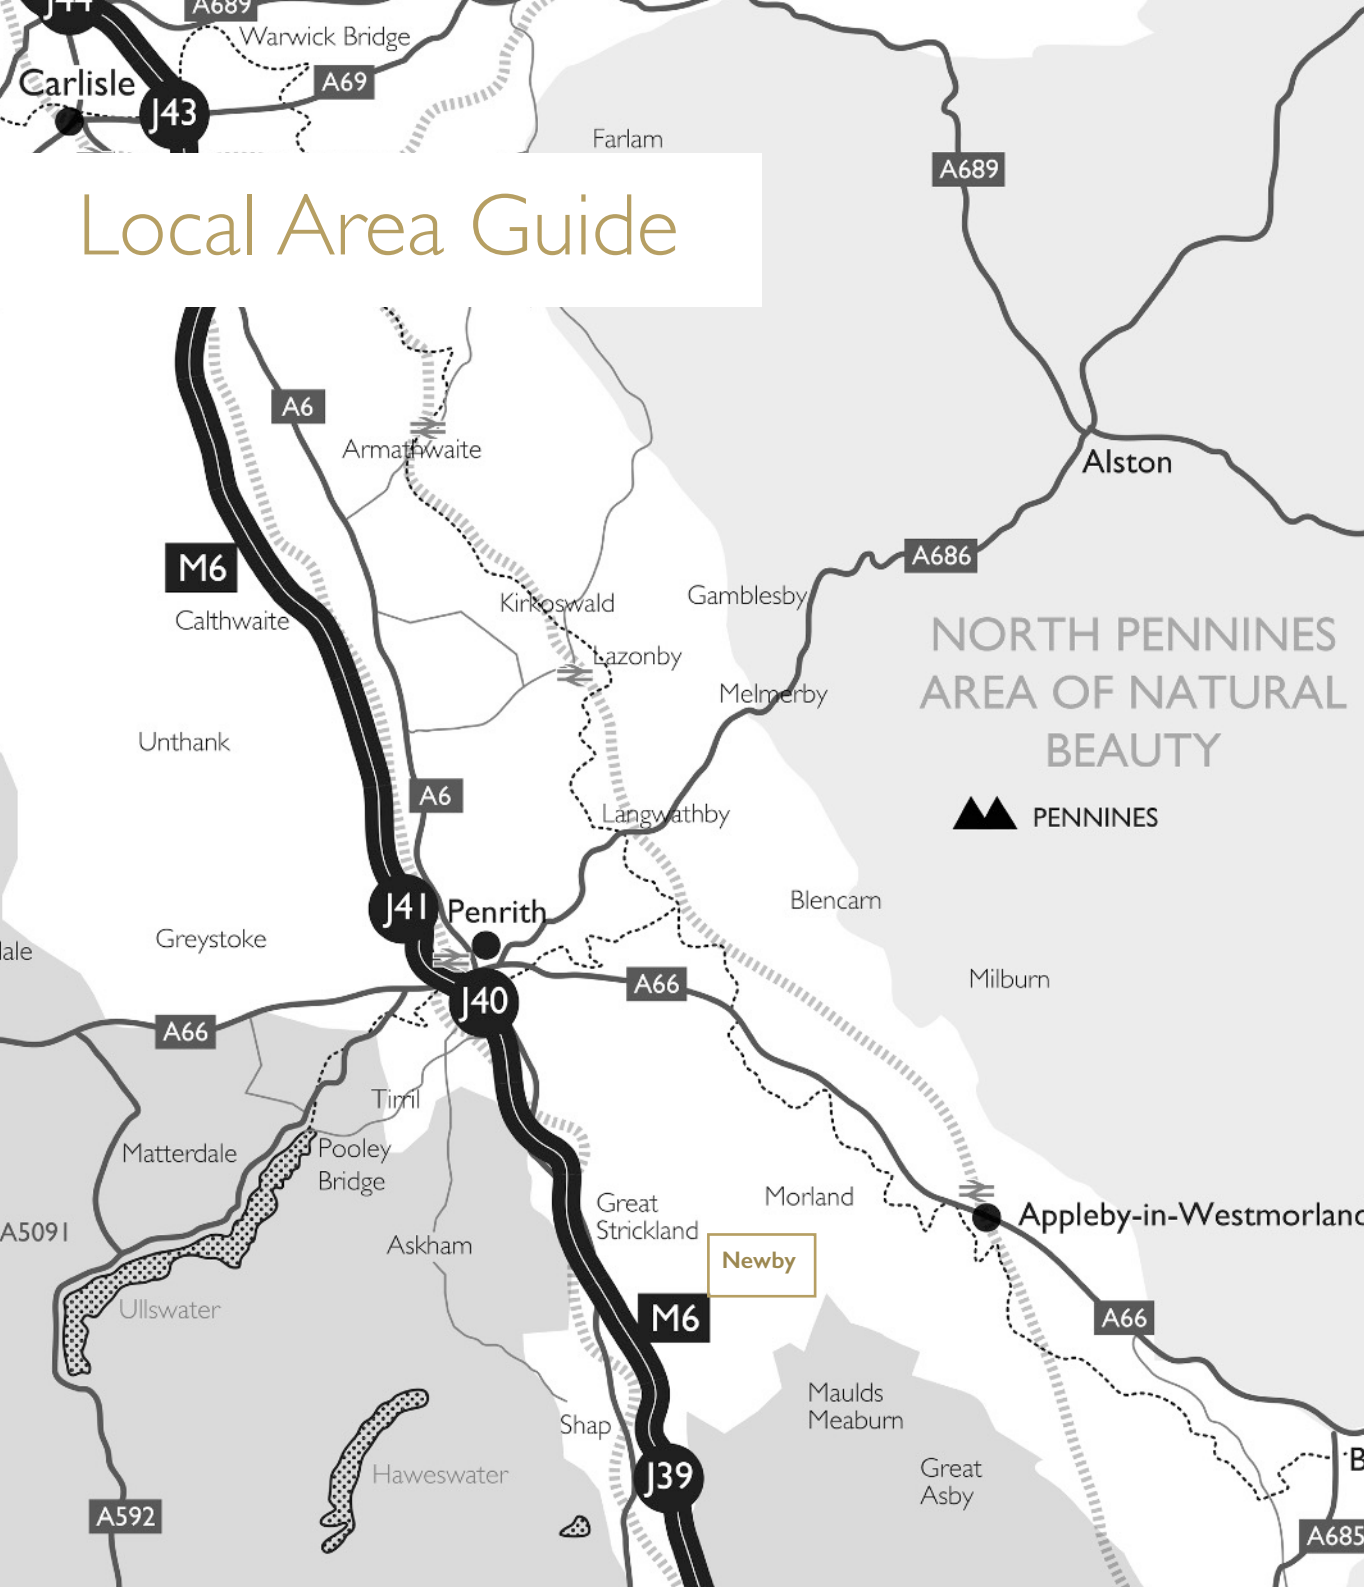 J44
A689
Warwick Bridge
A69
Carlisle
J43
Farlam
A689
Local Area Guide
A6
Armathwaite
Alston
M6
A686
Calthwaite
Kirkoswald
Gamblesby
NORTH PENNINES
AREA OF NATURAL
BEAUTY
Lazonby
Melmerby
Unthank
A6
Langwathby
PENNINES
Blencarn
J41
Penrith
Greystoke
dale
Milburn
A66
J40
A66
Tirril
Matterdale
Pooley
Bridge
Great
Strickland
Morland
Appleby-in-Westmorland
A5091
Askham
Newby
Ullswater
M6
A66
Maulds
Meaburn
Shap
Haweswater
J39
Great
Asby
B
A592
A685